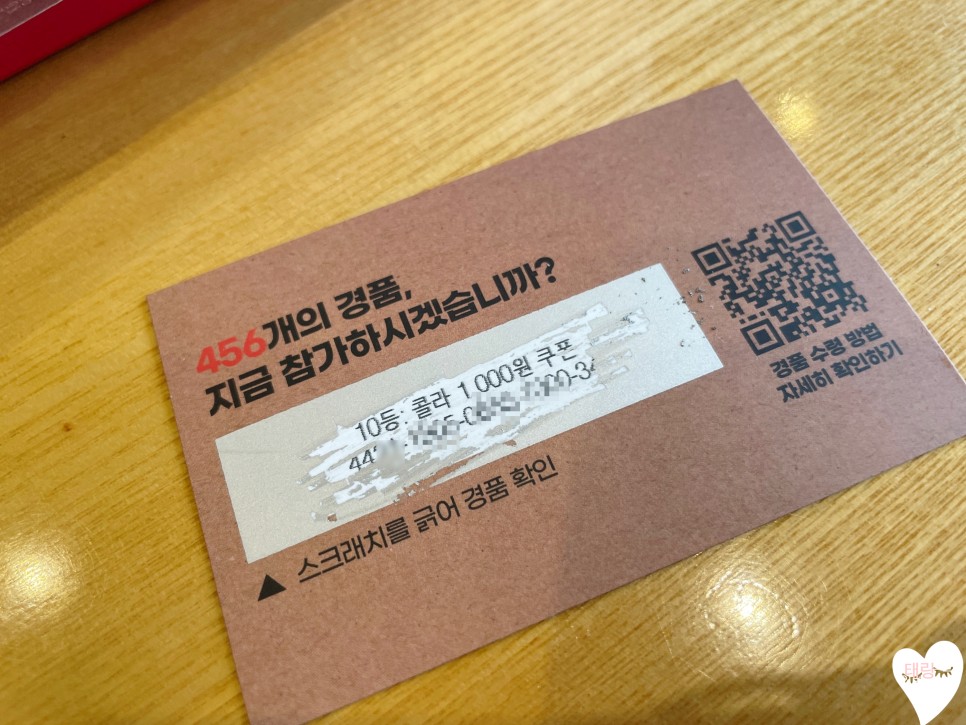 456개의 경품,
지금 참가하시겠습니까?
10등: 콜라 1,000원 쿠폰
▲ 스크래치를 긁어 경품 확인
경품 수령 방법
자세히 확인하기
태랑